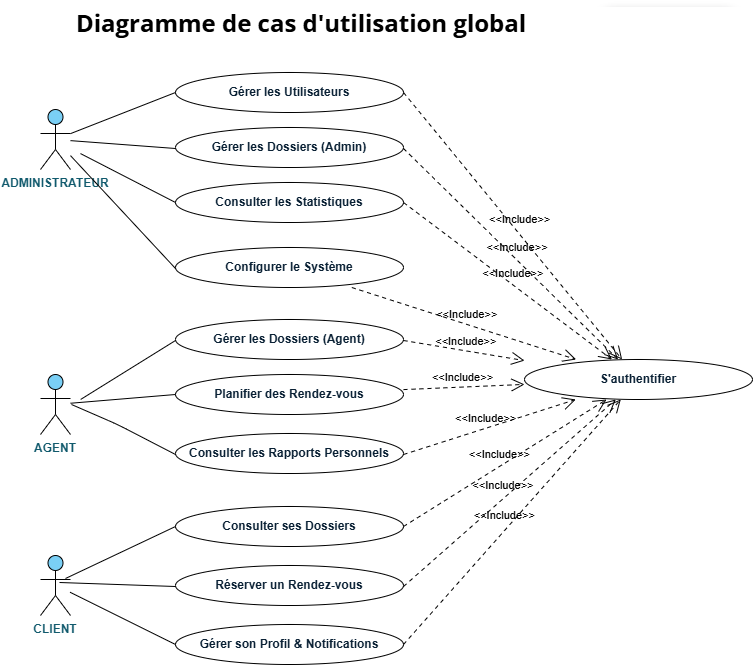 Diagramme de cas d'utilisation global
Gérer les Utilisateurs
Gérer les Dossiers (Admin)
ADMINISTRATEUR
Consulter les Statistiques
<<Include>>
<<Include>>
Configurer le Système
<<Include>>
<<Include>>
Gérer les Dossiers (Agent)
<<Include>>
<<Include>>
S'authentifier
Planifier des Rendez-vous
<<Include>>
AGENT
Consulter les Rapports Personnels
<<Include>>
<<Include>>
<<Include>>
Consulter ses Dossiers
Réserver un Rendez-vous
CLIENT
Gérer son Profil & Notifications